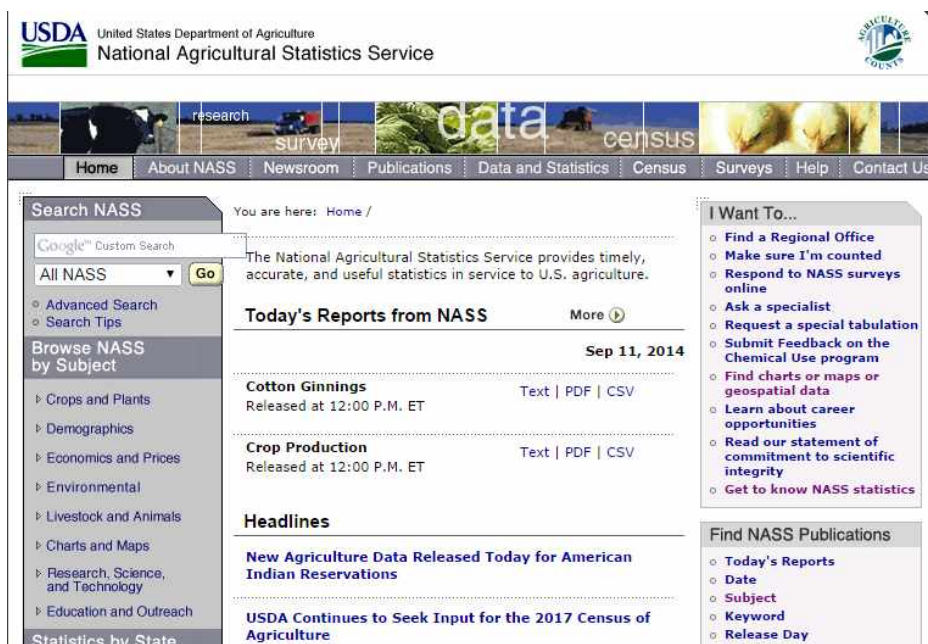 USDA
United States Department of Agriculture
National Agricultural Statistics Service
AGRICULTURE
COUNTS
research
survey
data
census
Home
About NASS
Newsroom
Publications
Data and Statistics
Census
Surveys
Help
Contact Us
Search NASS
Google™ Custom Search
All NASS
Go
Advanced Search
Search Tips
Browse NASS
by Subject
Crops and Plants
Demographics
Economics and Prices
Environmental
Livestock and Animals
Charts and Maps
Research, Science,
and Technology
Education and Outreach
Statistics by State
You are here: Home /
The National Agricultural Statistics Service provides timely,
accurate, and useful statistics in service to U.S. agriculture.
Today's Reports from NASS
More
Sep 11, 2014
Cotton Ginnings
Text | PDF | CSV
Released at 12:00 P.M. ET
Crop Production
Text | PDF | CSV
Released at 12:00 P.M. ET
Headlines
New Agriculture Data Released Today for American
Indian Reservations
USDA Continues to Seek Input for the 2017 Census of
Agriculture
I Want To...
Find a Regional Office
Make sure I'm counted
Respond to NASS surveys
online
Ask a specialist
Request a special tabulation
Submit Feedback on the
Chemical Use program
Find charts or maps or
geospatial data
Learn about career
opportunities
Read our statement of
commitment to scientific
integrity
Get to know NASS statistics
Find NASS Publications
Today's Reports
Date
Subject
Keyword
Release Day